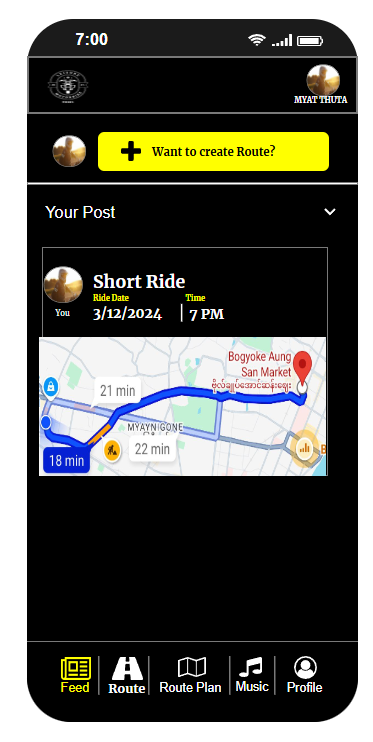 7:00
MYAT THUTA
Want to create Route?
Your Post
Short Ride
Ride Date Time
You 3/12/2024 7 PM
Bogyoke Aung
San Market
ဗိုလ်ချုပ်အောင်ဆန်းဈေး
21 min
MYAYNIGONE
22 min
18 min
Feed Route Route Plan Music Profile